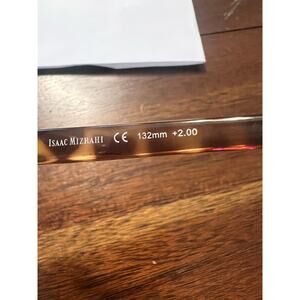 ISAAC MIZRAHI CE 132mm +2.00